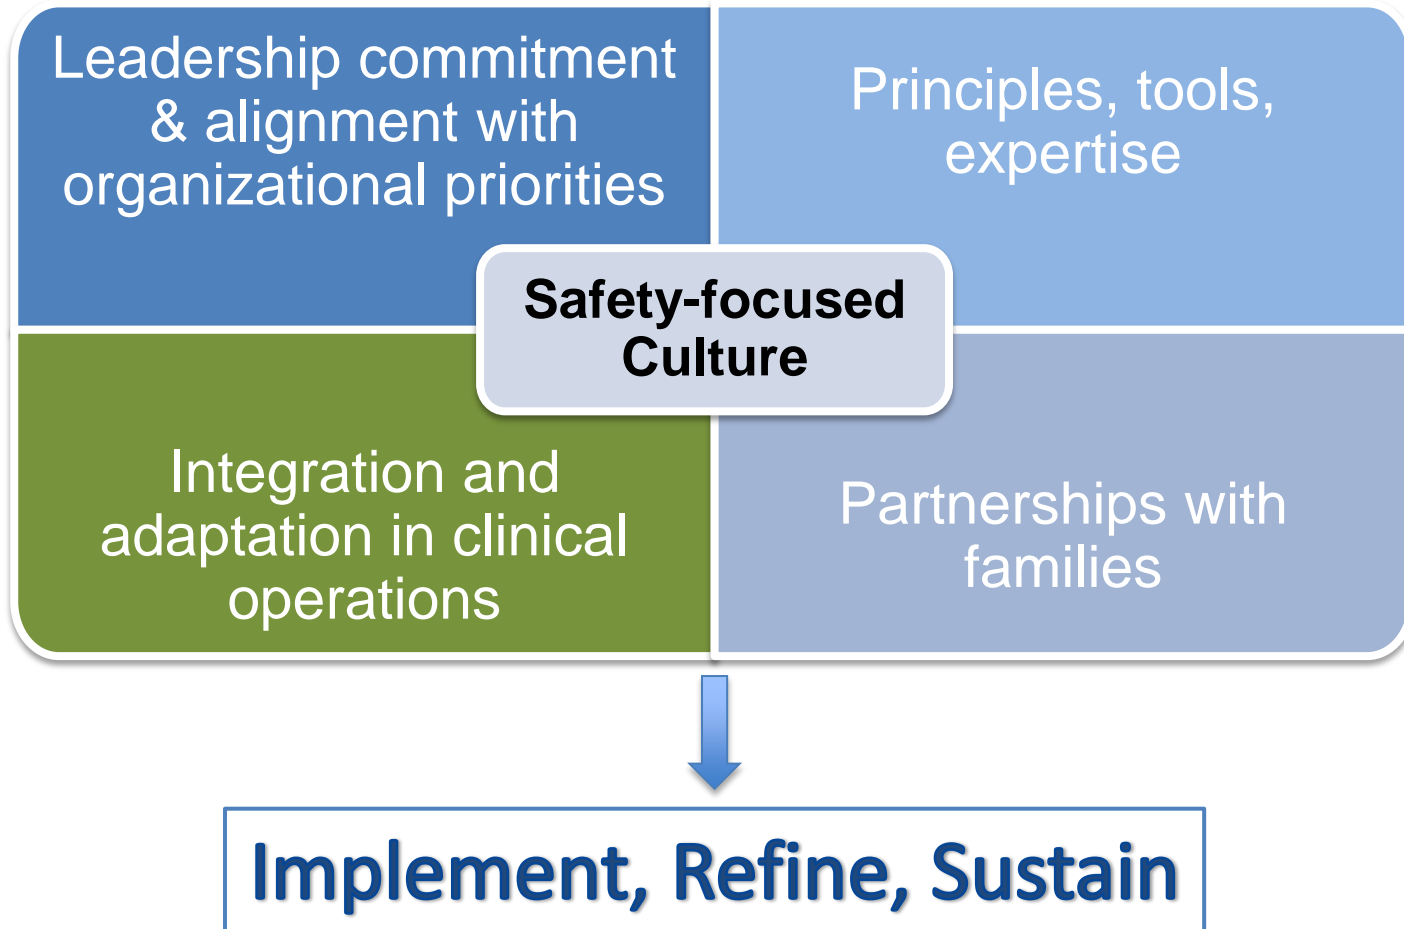 Leadership commitment
& alignment with
organizational priorities
Principles, tools,
expertise
Safety-focused
Culture
Integration and
adaptation in clinical
operations
Partnerships with
families
Implement, Refine, Sustain